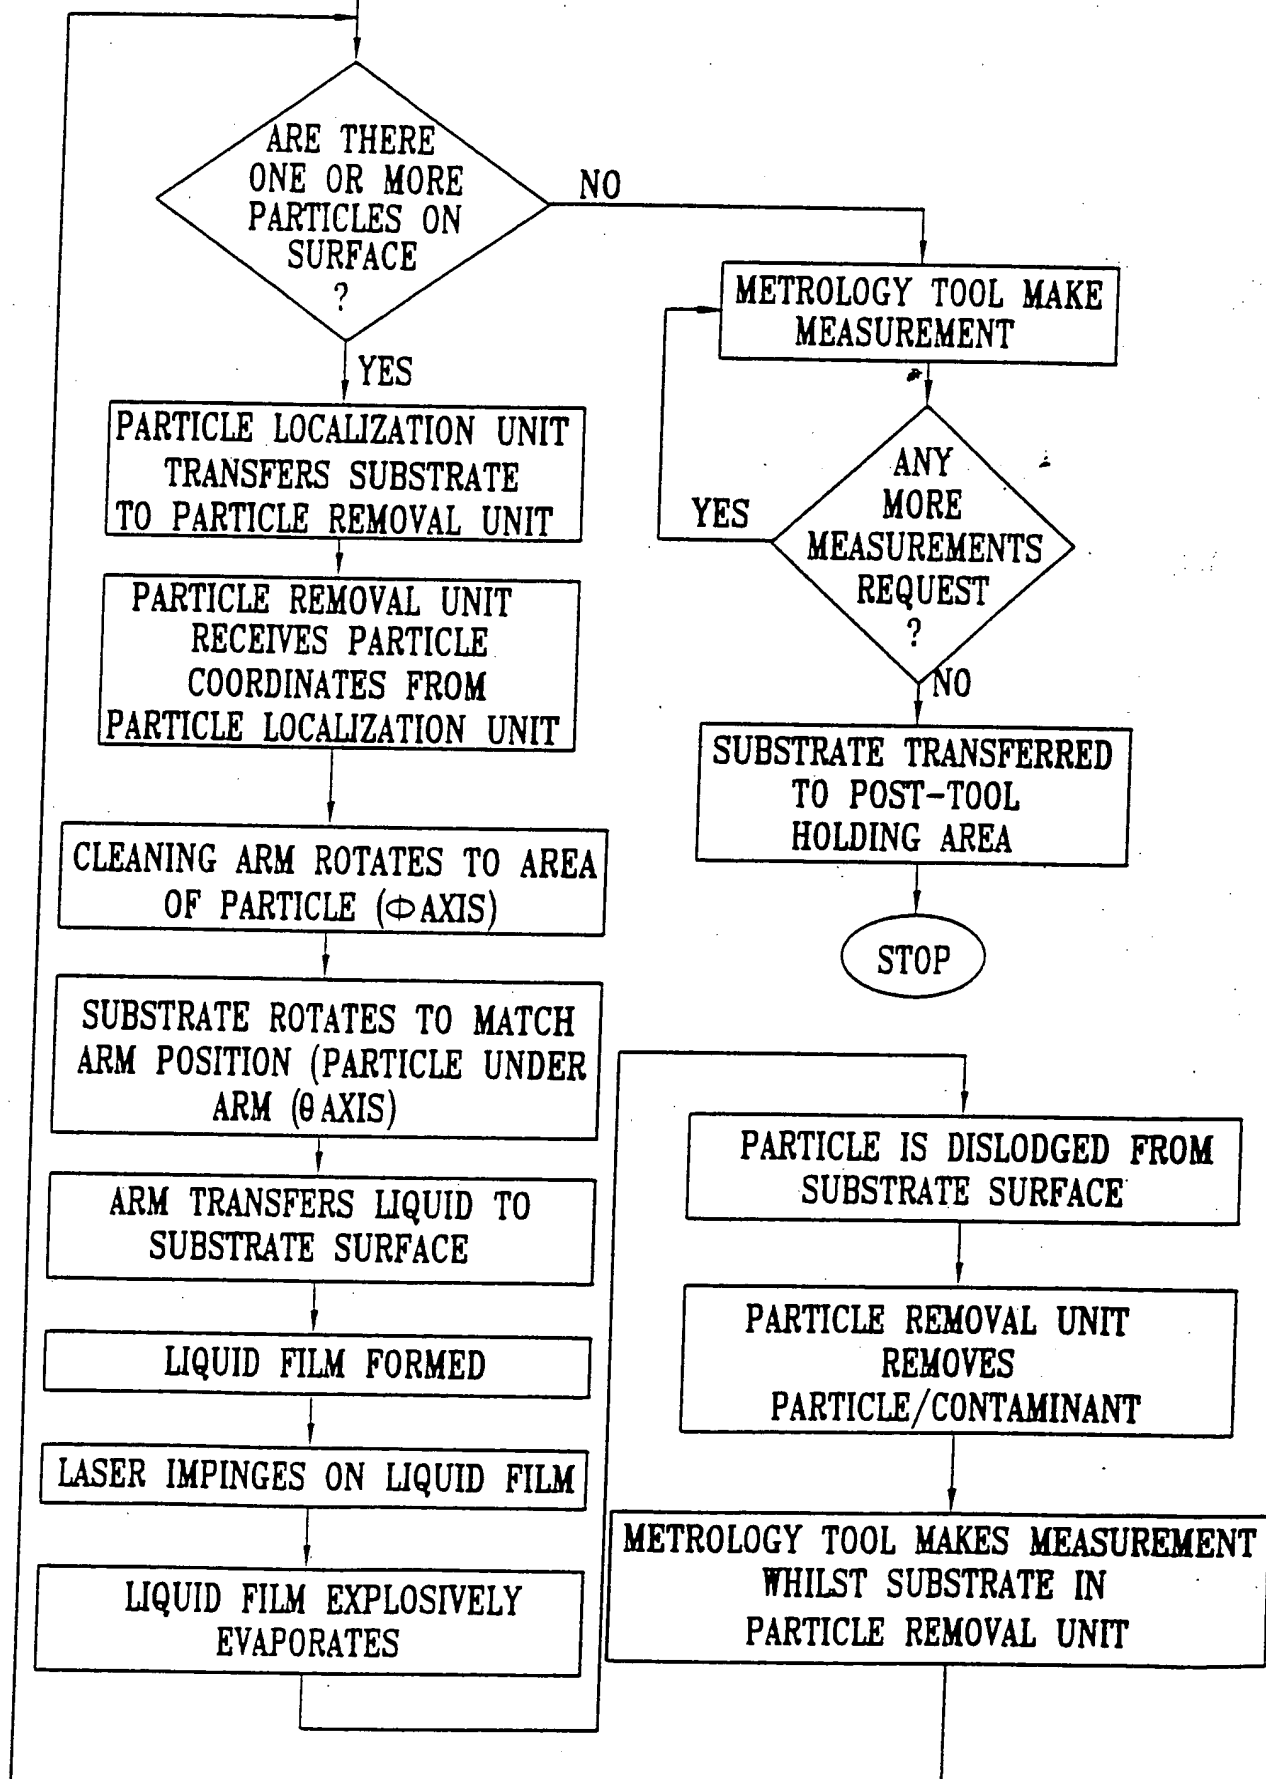 ARE THERE
ONE OR MORE
PARTICLES ON
SURFACE
?
NO
YES
PARTICLE LOCALIZATION UNIT
TRANSFERS SUBSTRATE
TO PARTICLE REMOVAL UNIT
PARTICLE REMOVAL UNIT
RECEIVES PARTICLE
COORDINATES FROM
PARTICLE LOCALIZATION UNIT
CLEANING ARM ROTATES TO AREA
OF PARTICLE (Φ AXIS)
SUBSTRATE ROTATES TO MATCH
ARM POSITION (PARTICLE UNDER
ARM (θ AXIS)
ARM TRANSFERS LIQUID TO
SUBSTRATE SURFACE
LIQUID FILM FORMED
LASER IMPINGES ON LIQUID FILM
LIQUID FILM EXPLOSIVELY
EVAPORATES
METROLOGY TOOL MAKE
MEASUREMENT
ANY
MORE
MEASUREMENTS
REQUEST
?
YES
NO
SUBSTRATE TRANSFERRED
TO POST-TOOL
HOLDING AREA
STOP
PARTICLE IS DISLODGED FROM
SUBSTRATE SURFACE
PARTICLE REMOVAL UNIT
REMOVES
PARTICLE/CONTAMINANT
METROLOGY TOOL MAKES MEASUREMENT
WHILST SUBSTRATE IN
PARTICLE REMOVAL UNIT